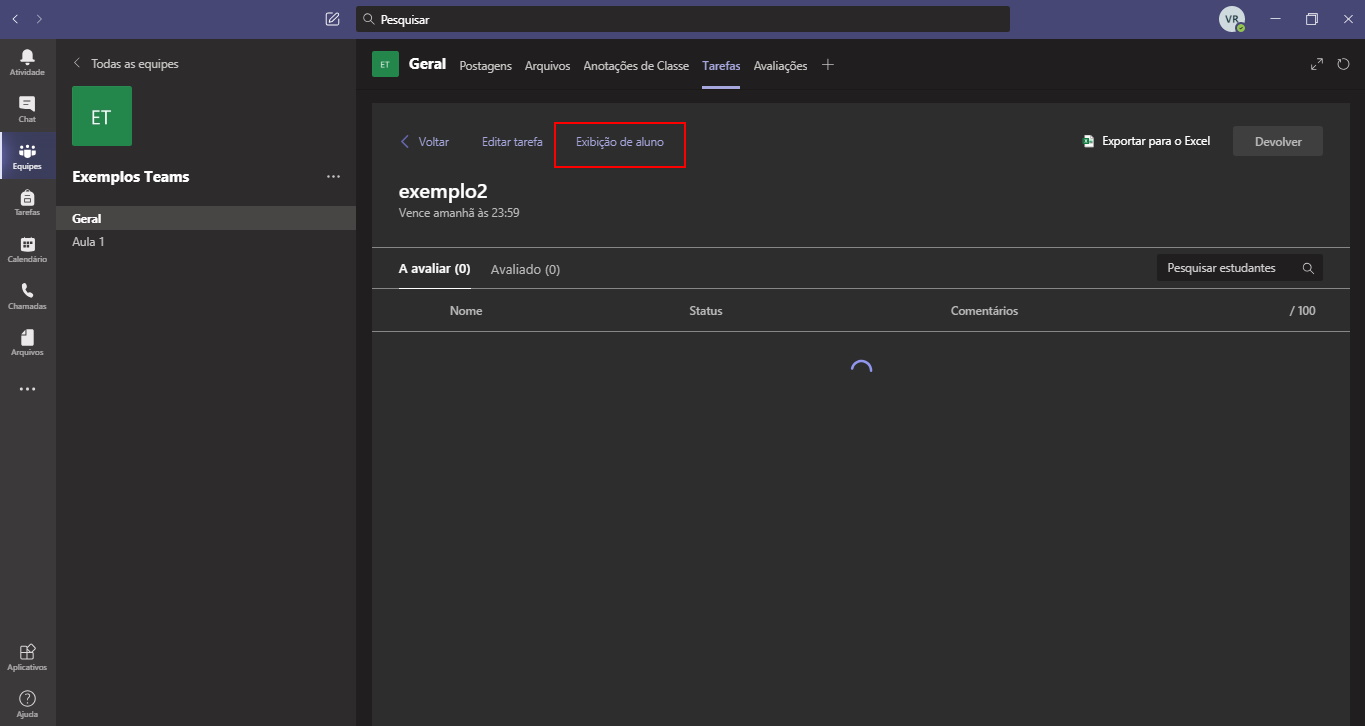 Pesquisar
VR
Atividade
Chat
Equipes
Tarefas
Calendário
Chamadas
Arquivos
Aplicativos
Ajuda
Todas as equipes
ET
Exemplos Teams
Geral
Aula 1
ET Geral Postagens Arquivos Anotações de Classe Tarefas Avaliações
Voltar Editar tarefa Exibição de aluno Exportar para o Excel Devolver
exemplo2
Vence amanhã às 23:59
A avaliar (0) Avaliado (0) Pesquisar estudantes
Nome Status Comentários / 100